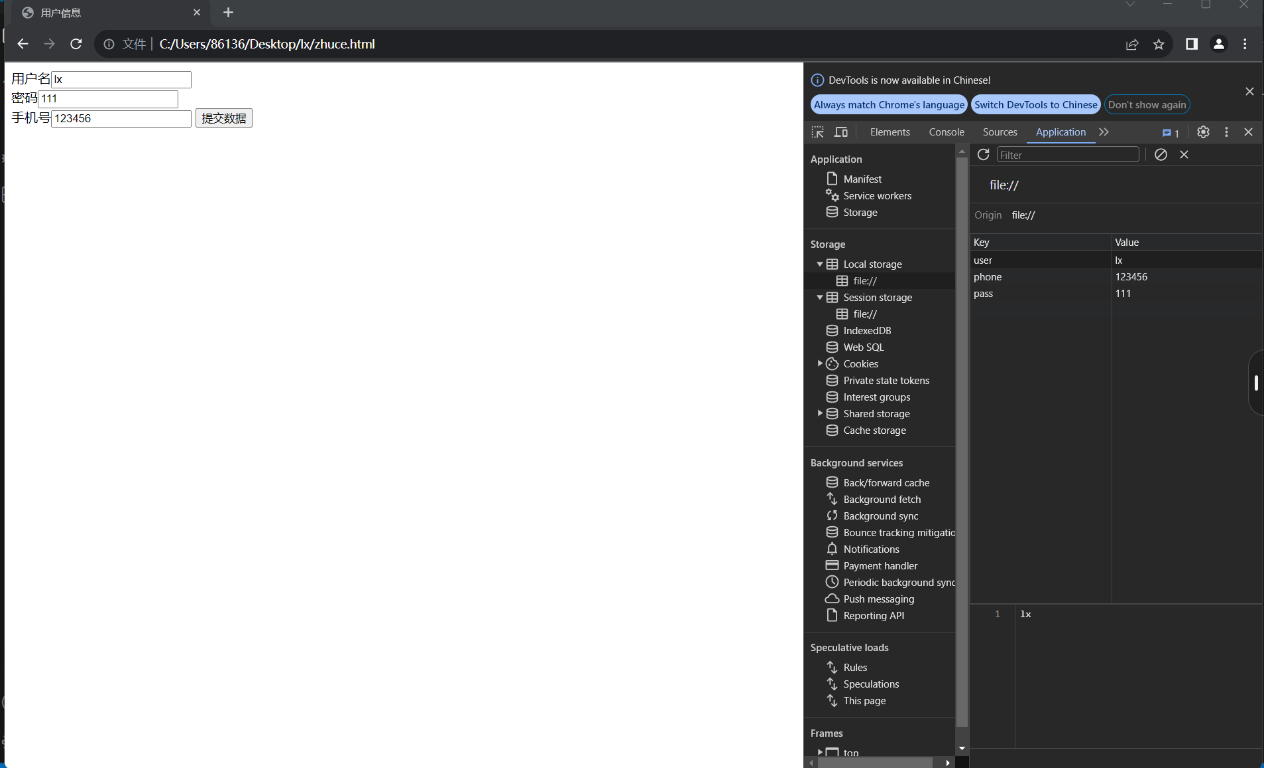 用户信息
文件 C:/Users/86136/Desktop/lx/zhuce.html
用户名 lx
密码 111
手机号 123456 提交数据
DevTools is now available in Chinese!
Always match Chrome's language Switch DevTools to Chinese Don't show again
Elements Console Sources Application 1
Application
Manifest
Service workers
Storage
Storage
Local storage
file://
Session storage
file://
IndexedDB
Web SQL
Cookies
Private state tokens
Interest groups
Shared storage
Cache storage
Background services
Back/forward cache
Background fetch
Background sync
Bounce tracking mitigatio
Notifications
Payment handler
Periodic background sync
Push messaging
Reporting API
Speculative loads
Rules
Speculations
This page
Frames
top
Filter
file://
Origin file://
Key Value
user lx
phone 123456
pass 111
1 lx